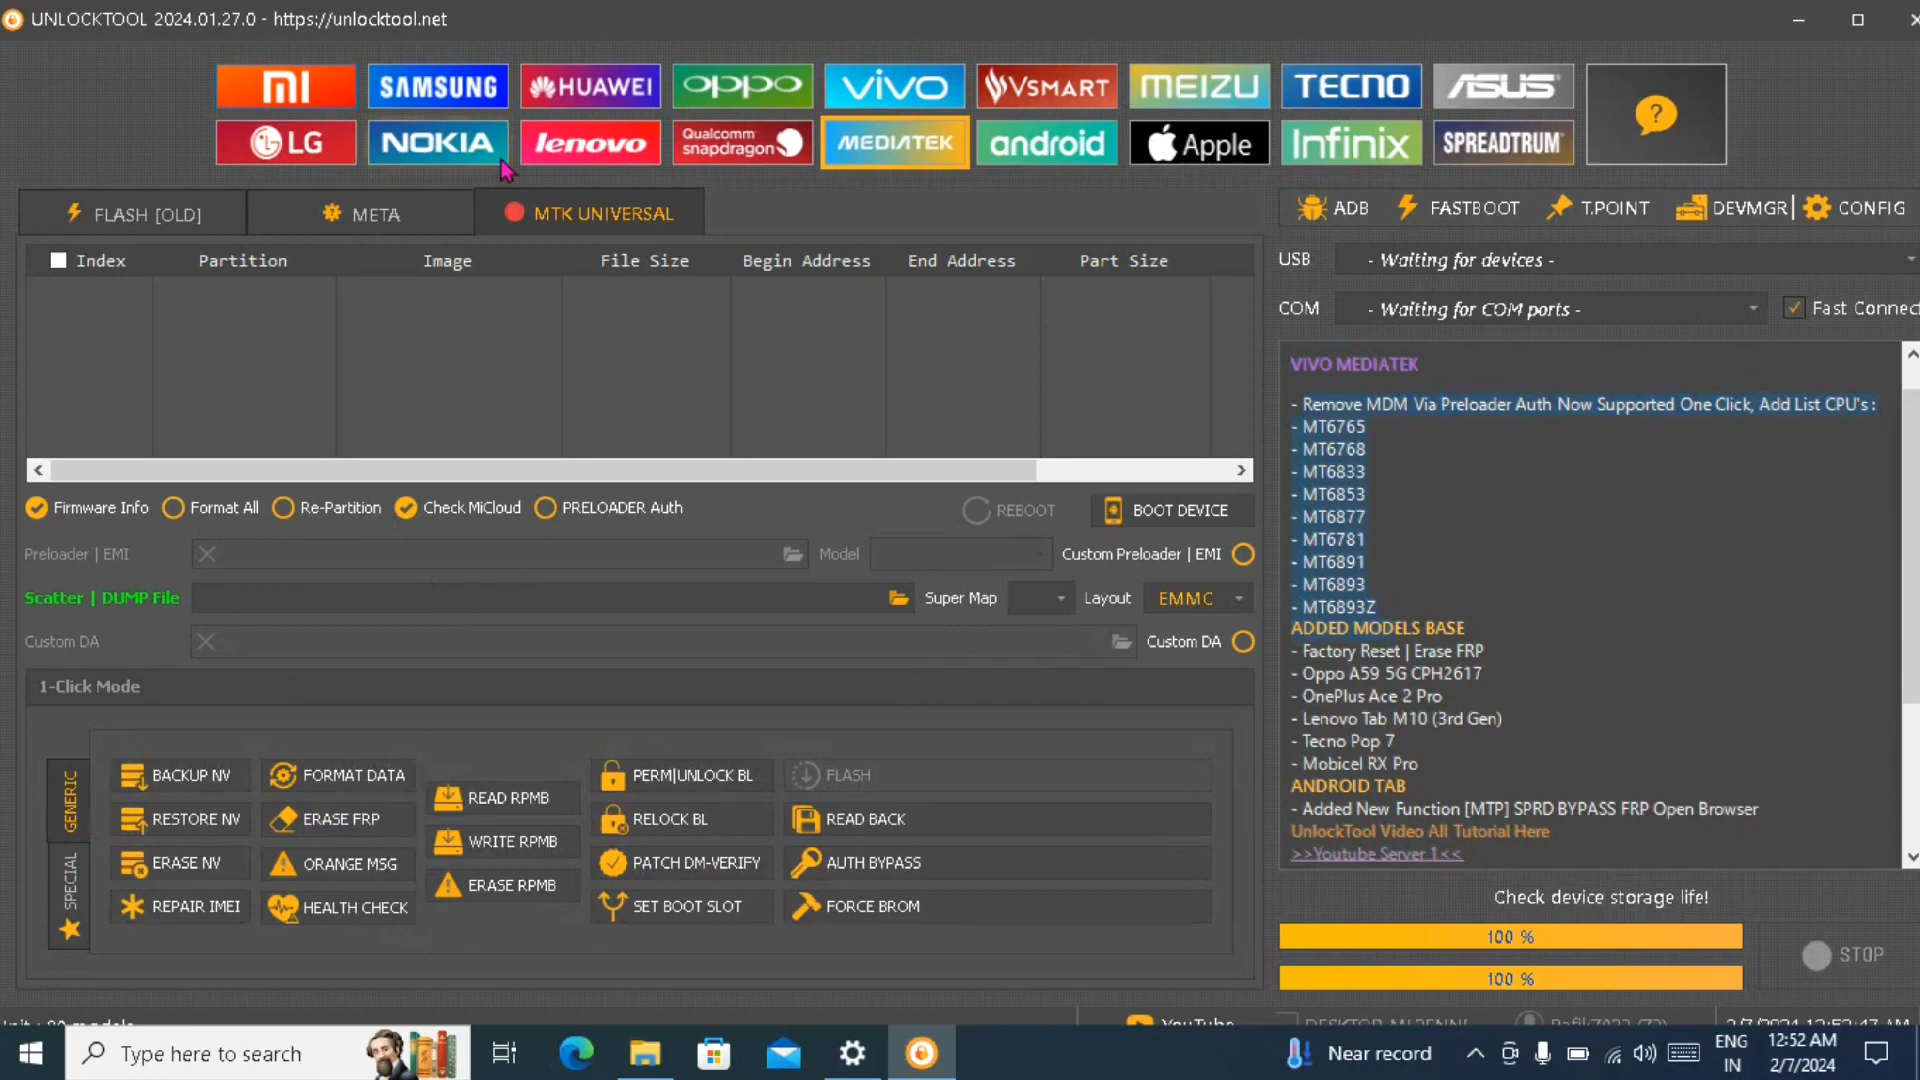 UNLOCKTOOL 2024.01.27.0 - https://unlocktool.net
MI SAMSUNG HUAWEI oppo vivo VSMART MEIZU TECNO ASUS ?
LG NOKIA lenovo Qualcomm snapdragon MEDIATEK android Apple Infinix SPREADTRUM
FLASH [OLD] META MTK UNIVERSAL
ADB FASTBOOT T.POINT DEVMGR CONFIG
Index Partition Image File Size Begin Address End Address Part Size
USB - Waiting for devices -
COM - Waiting for COM ports - Fast Connect
VIVO MEDIATEK
- Remove MDM Via Preloader Auth Now Supported One Click, Add List CPU's :
- MT6765
- MT6768
- MT6833
- MT6853
- MT6877
- MT6781
- MT6891
- MT6893
- MT6893Z
ADDED MODELS BASE
- Factory Reset | Erase FRP
- Oppo A59 5G CPH2617
- OnePlus Ace 2 Pro
- Lenovo Tab M10 (3rd Gen)
- Tecno Pop 7
- Mobicel RX Pro
ANDROID TAB
- Added New Function [MTP] SPRD BYPASS FRP Open Browser
UnlockTool Video All Tutorial Here
>>Youtube Server 1<<
Firmware Info Format All Re-Partition Check MiCloud PRELOADER Auth REBOOT BOOT DEVICE
Preloader | EMI Model Custom Preloader | EMI
Scatter | DUMP File Super Map Layout EMMC
Custom DA Custom DA
1-Click Mode
GENERIC
SPECIAL
BACKUP NV FORMAT DATA READ RPMB PERM|UNLOCK BL FLASH
RESTORE NV ERASE FRP WRITE RPMB RELOCK BL READ BACK
ERASE NV ORANGE MSG ERASE RPMB PATCH DM-VERIFY AUTH BYPASS
REPAIR IMEI HEALTH CHECK SET BOOT SLOT FORCE BROM
Check device storage life!
100 %
100 %
STOP
YouTube
Type here to search
Near record
ENG
IN
12:52 AM
2/7/2024